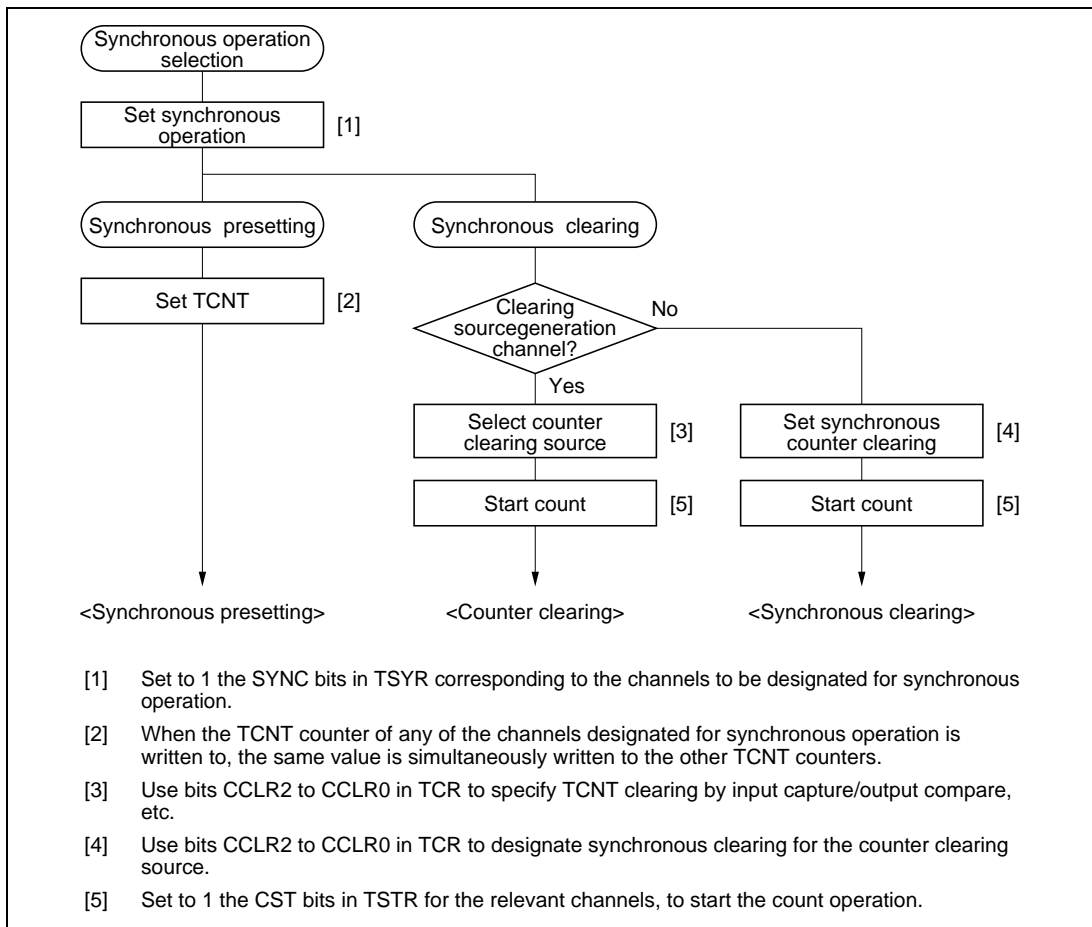 Synchronous operation
selection
Set synchronous
operation
[1]
Synchronous presetting
Synchronous clearing
Set TCNT
[2]
Clearing
sourcegeneration
channel?
No
Yes
Select counter
clearing source
[3]
Set synchronous
counter clearing
[4]
Start count
[5]
Start count
[5]
<Synchronous presetting>
<Counter clearing>
<Synchronous clearing>
[1] Set to 1 the SYNC bits in TSYR corresponding to the channels to be designated for synchronous
operation.
[2] When the TCNT counter of any of the channels designated for synchronous operation is
written to, the same value is simultaneously written to the other TCNT counters.
[3] Use bits CCLR2 to CCLR0 in TCR to specify TCNT clearing by input capture/output compare,
etc.
[4] Use bits CCLR2 to CCLR0 in TCR to designate synchronous clearing for the counter clearing
source.
[5] Set to 1 the CST bits in TSTR for the relevant channels, to start the count operation.